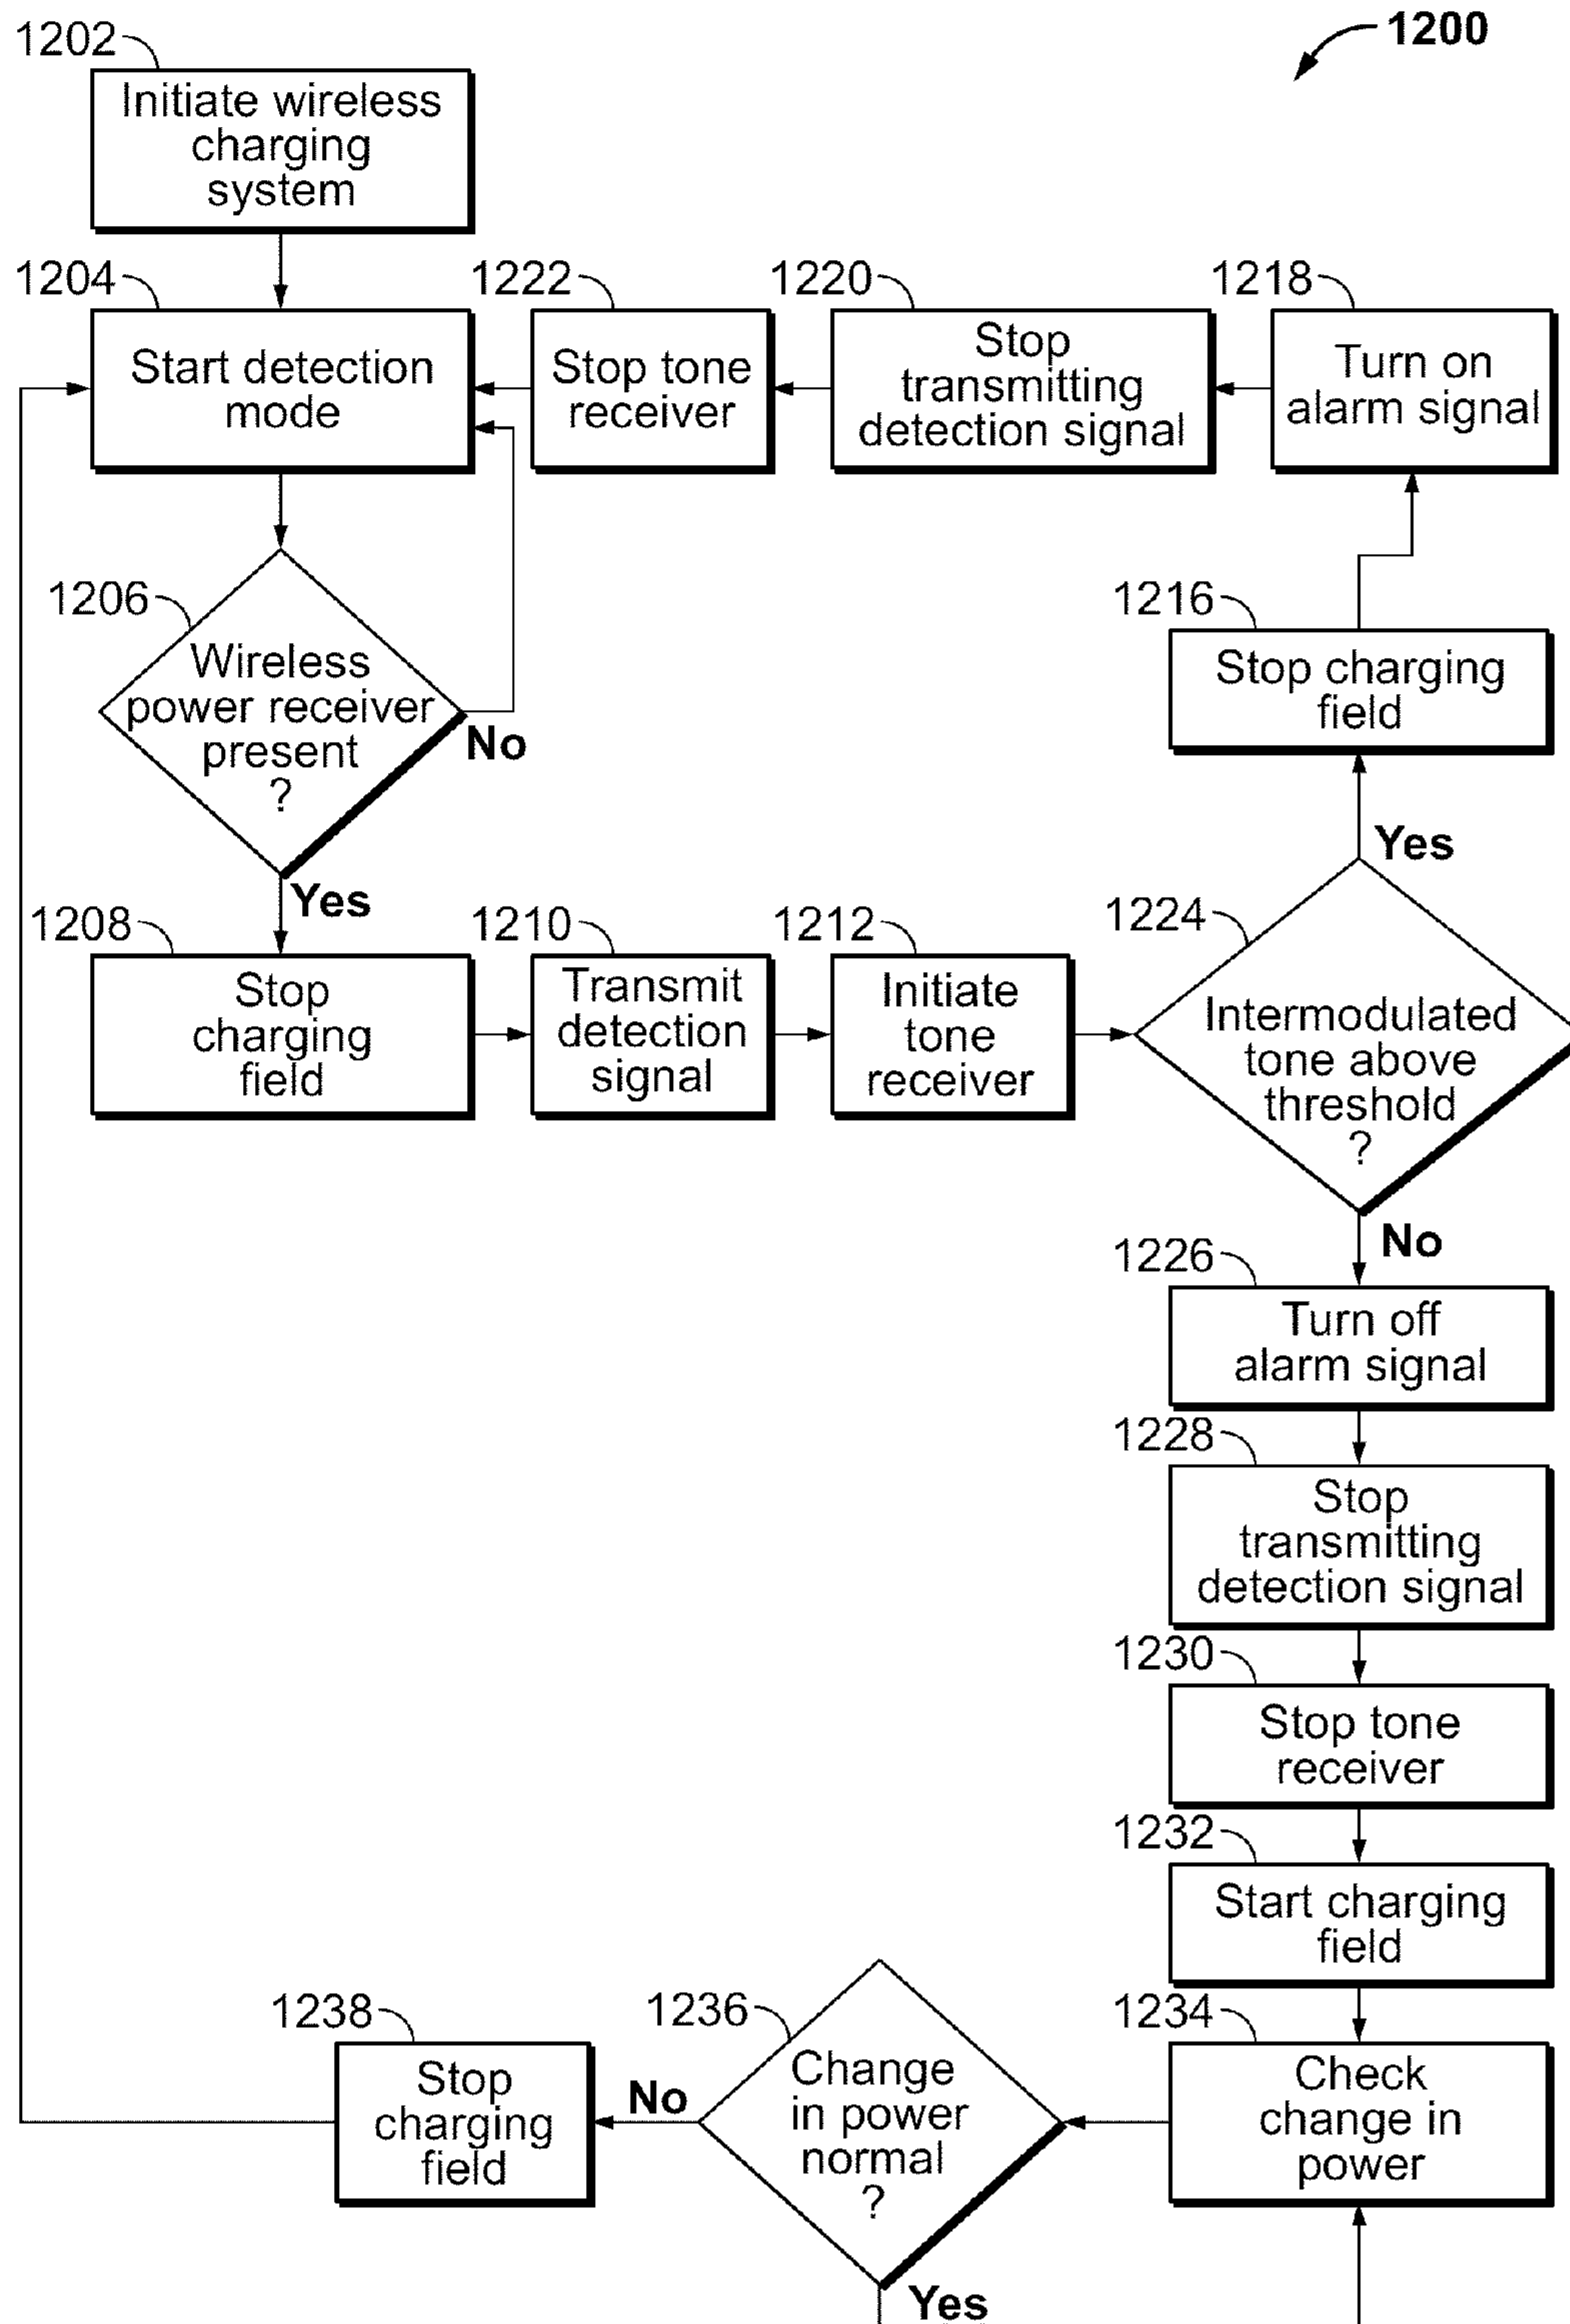 1200
1202
Initiate wireless
charging
system
1204
Start detection
mode
1222
Stop tone
receiver
1220
Stop
transmitting
detection signal
1218
Turn on
alarm signal
1206
Wireless
power receiver
present
?
No
Yes
1216
Stop charging
field
Yes
1208
Stop
charging
field
1210
Transmit
detection
signal
1212
Initiate
tone
receiver
1224
Intermodulated
tone above
threshold
?
No
1226
Turn off
alarm signal
1228
Stop
transmitting
detection signal
1230
Stop tone
receiver
1232
Start charging
field
1234
Check
change in
power
1236
Change
in power
normal
?
No
Yes
1238
Stop
charging
field